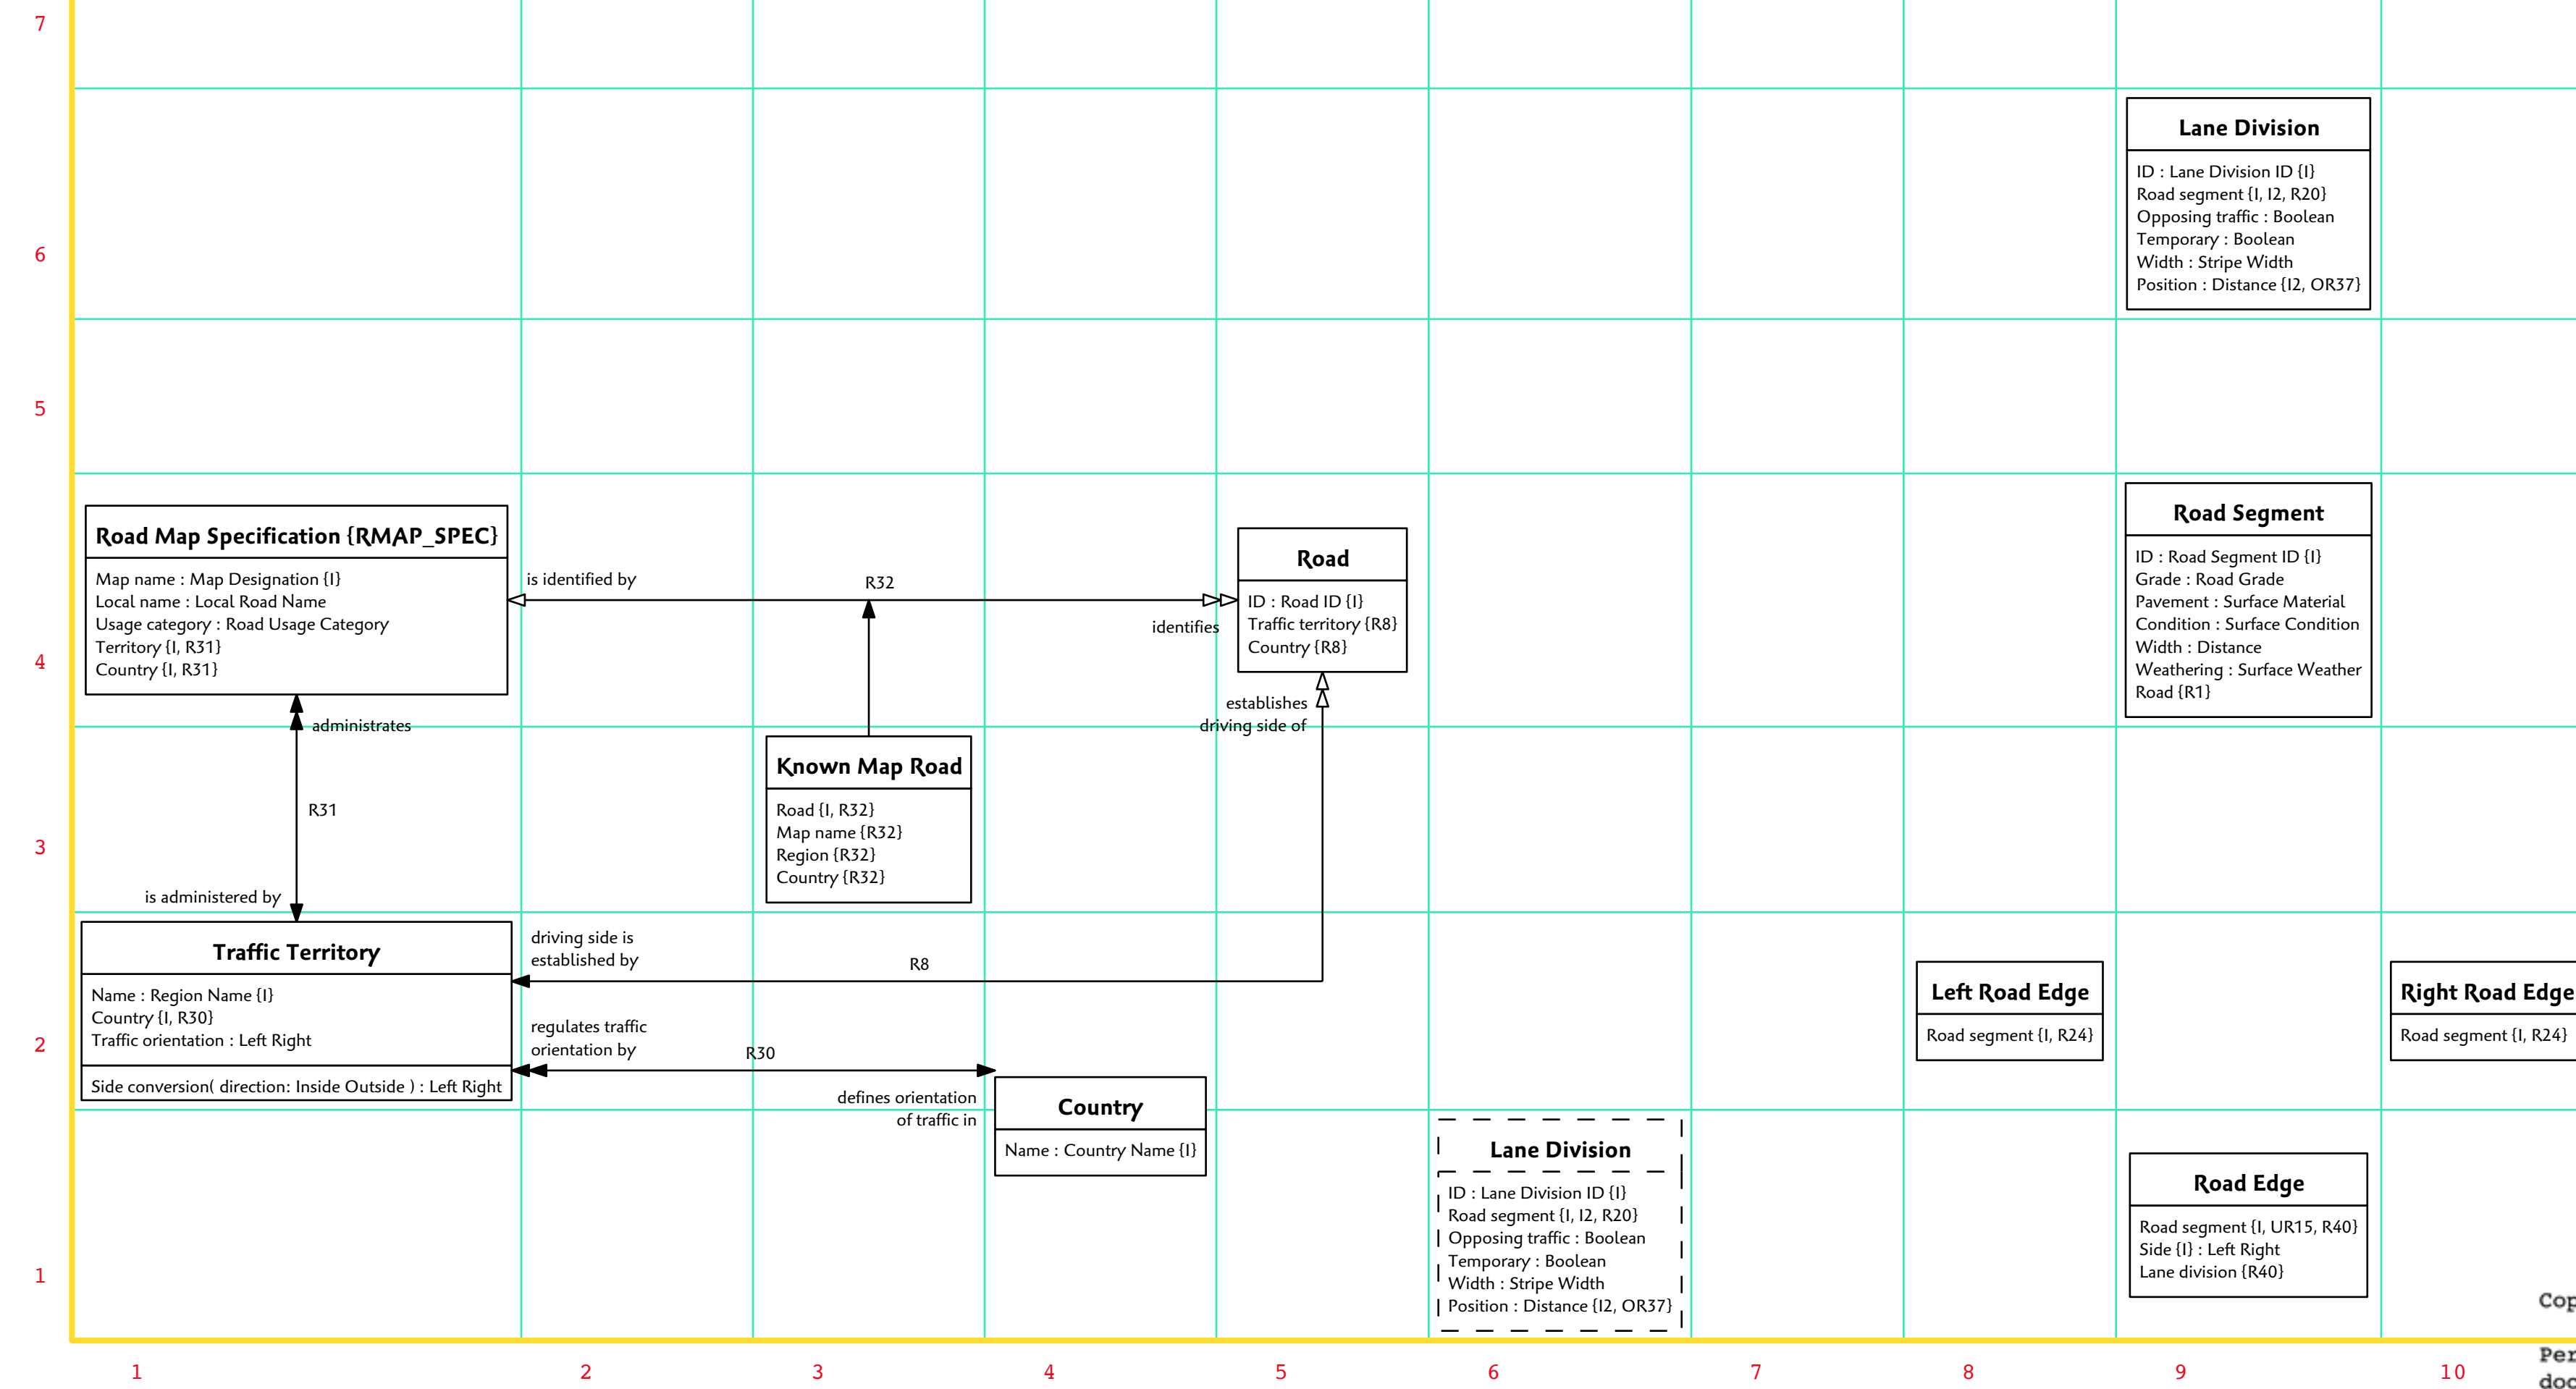 7
Lane Division
ID : Lane Division ID {I}
Road segment {I, I2, R20}
Opposing traffic : Boolean
Temporary : Boolean
Width : Stripe Width
Position : Distance {I2, OR37}
6
5
Road Map Specification {RMAP_SPEC}
Map name : Map Designation {I}
Local name : Local Road Name
Usage category : Road Usage Category
Territory {I, R31}
Country {I, R31}
is identified by
R32
identifies
Road
ID : Road ID {I}
Traffic territory {R8}
Country {R8}
Road Segment
ID : Road Segment ID {I}
Grade : Road Grade
Pavement : Surface Material
Condition : Surface Condition
Width : Distance
Weathering : Surface Weather
Road {R1}
4
administrates
establishes
driving side of
R31
Known Map Road
Road {I, R32}
Map name {R32}
Region {R32}
Country {R32}
3
is administered by
Traffic Territory
Name : Region Name {I}
Country {I, R30}
Traffic orientation : Left Right
Side conversion( direction: Inside Outside ) : Left Right
driving side is
established by
R8
Left Road Edge
Road segment {I, R24}
Right Road Edge
Road segment {I, R24}
2
regulates traffic
orientation by
R30
defines orientation
of traffic in
Country
Name : Country Name {I}
Lane Division
ID : Lane Division ID {I}
Road segment {I, I2, R20}
Opposing traffic : Boolean
Temporary : Boolean
Width : Stripe Width
Position : Distance {I2, OR37}
Road Edge
Road segment {I, UR15, R40}
Side {I} : Left Right
Lane division {R40}
1
Cop
Per
doc
1 2 3 4 5 6 7 8 9 10